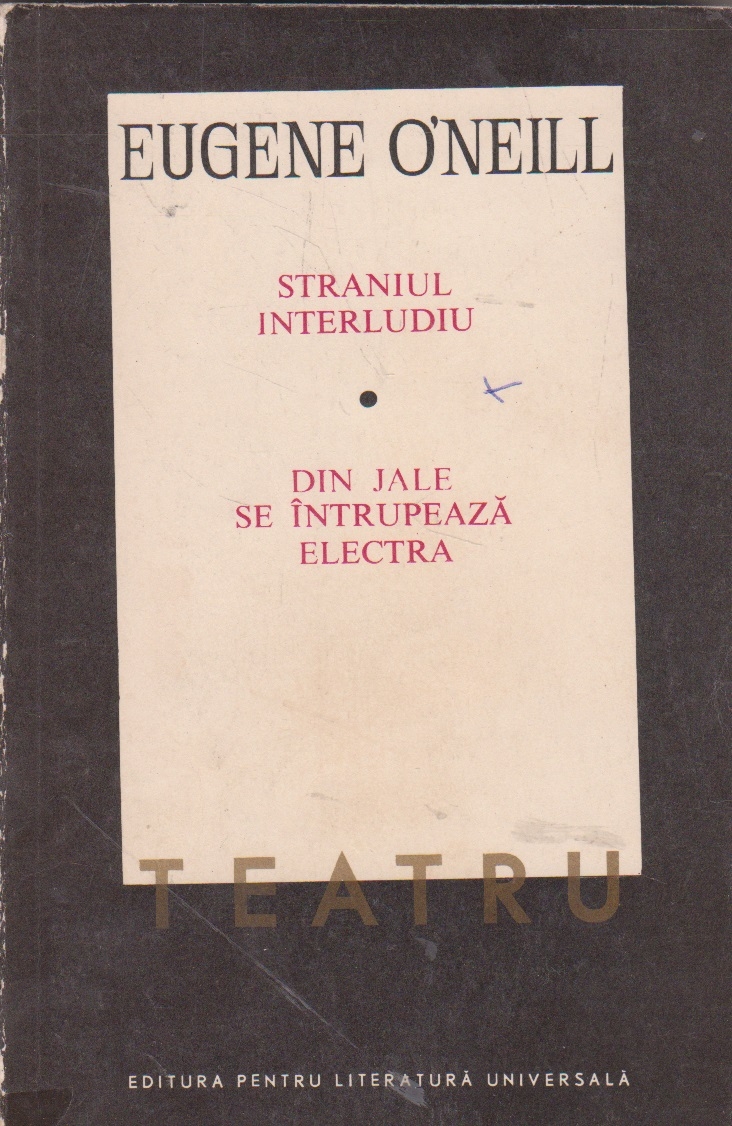 EUGENE O'NEILL
STRANIUL
INTERLUDIU
DIN JALE
SE ÎNTRUPEAZĂ
ELECTRA
TEATRU
EDITURA PENTRU LITERATURĂ UNIVERSALĂ